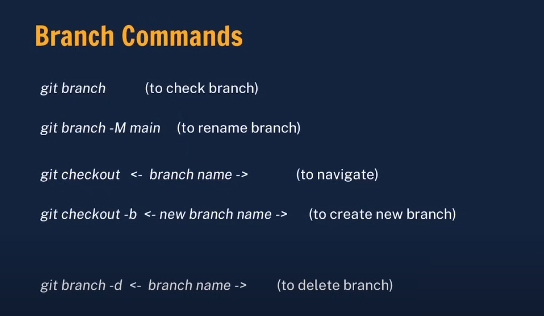 Branch Commands
git branch (to check branch)
git branch -M main (to rename branch)
git checkout <- branch name -> (to navigate)
git checkout -b <- new branch name -> (to create new branch)
git branch -d <- branch name -> (to delete branch)